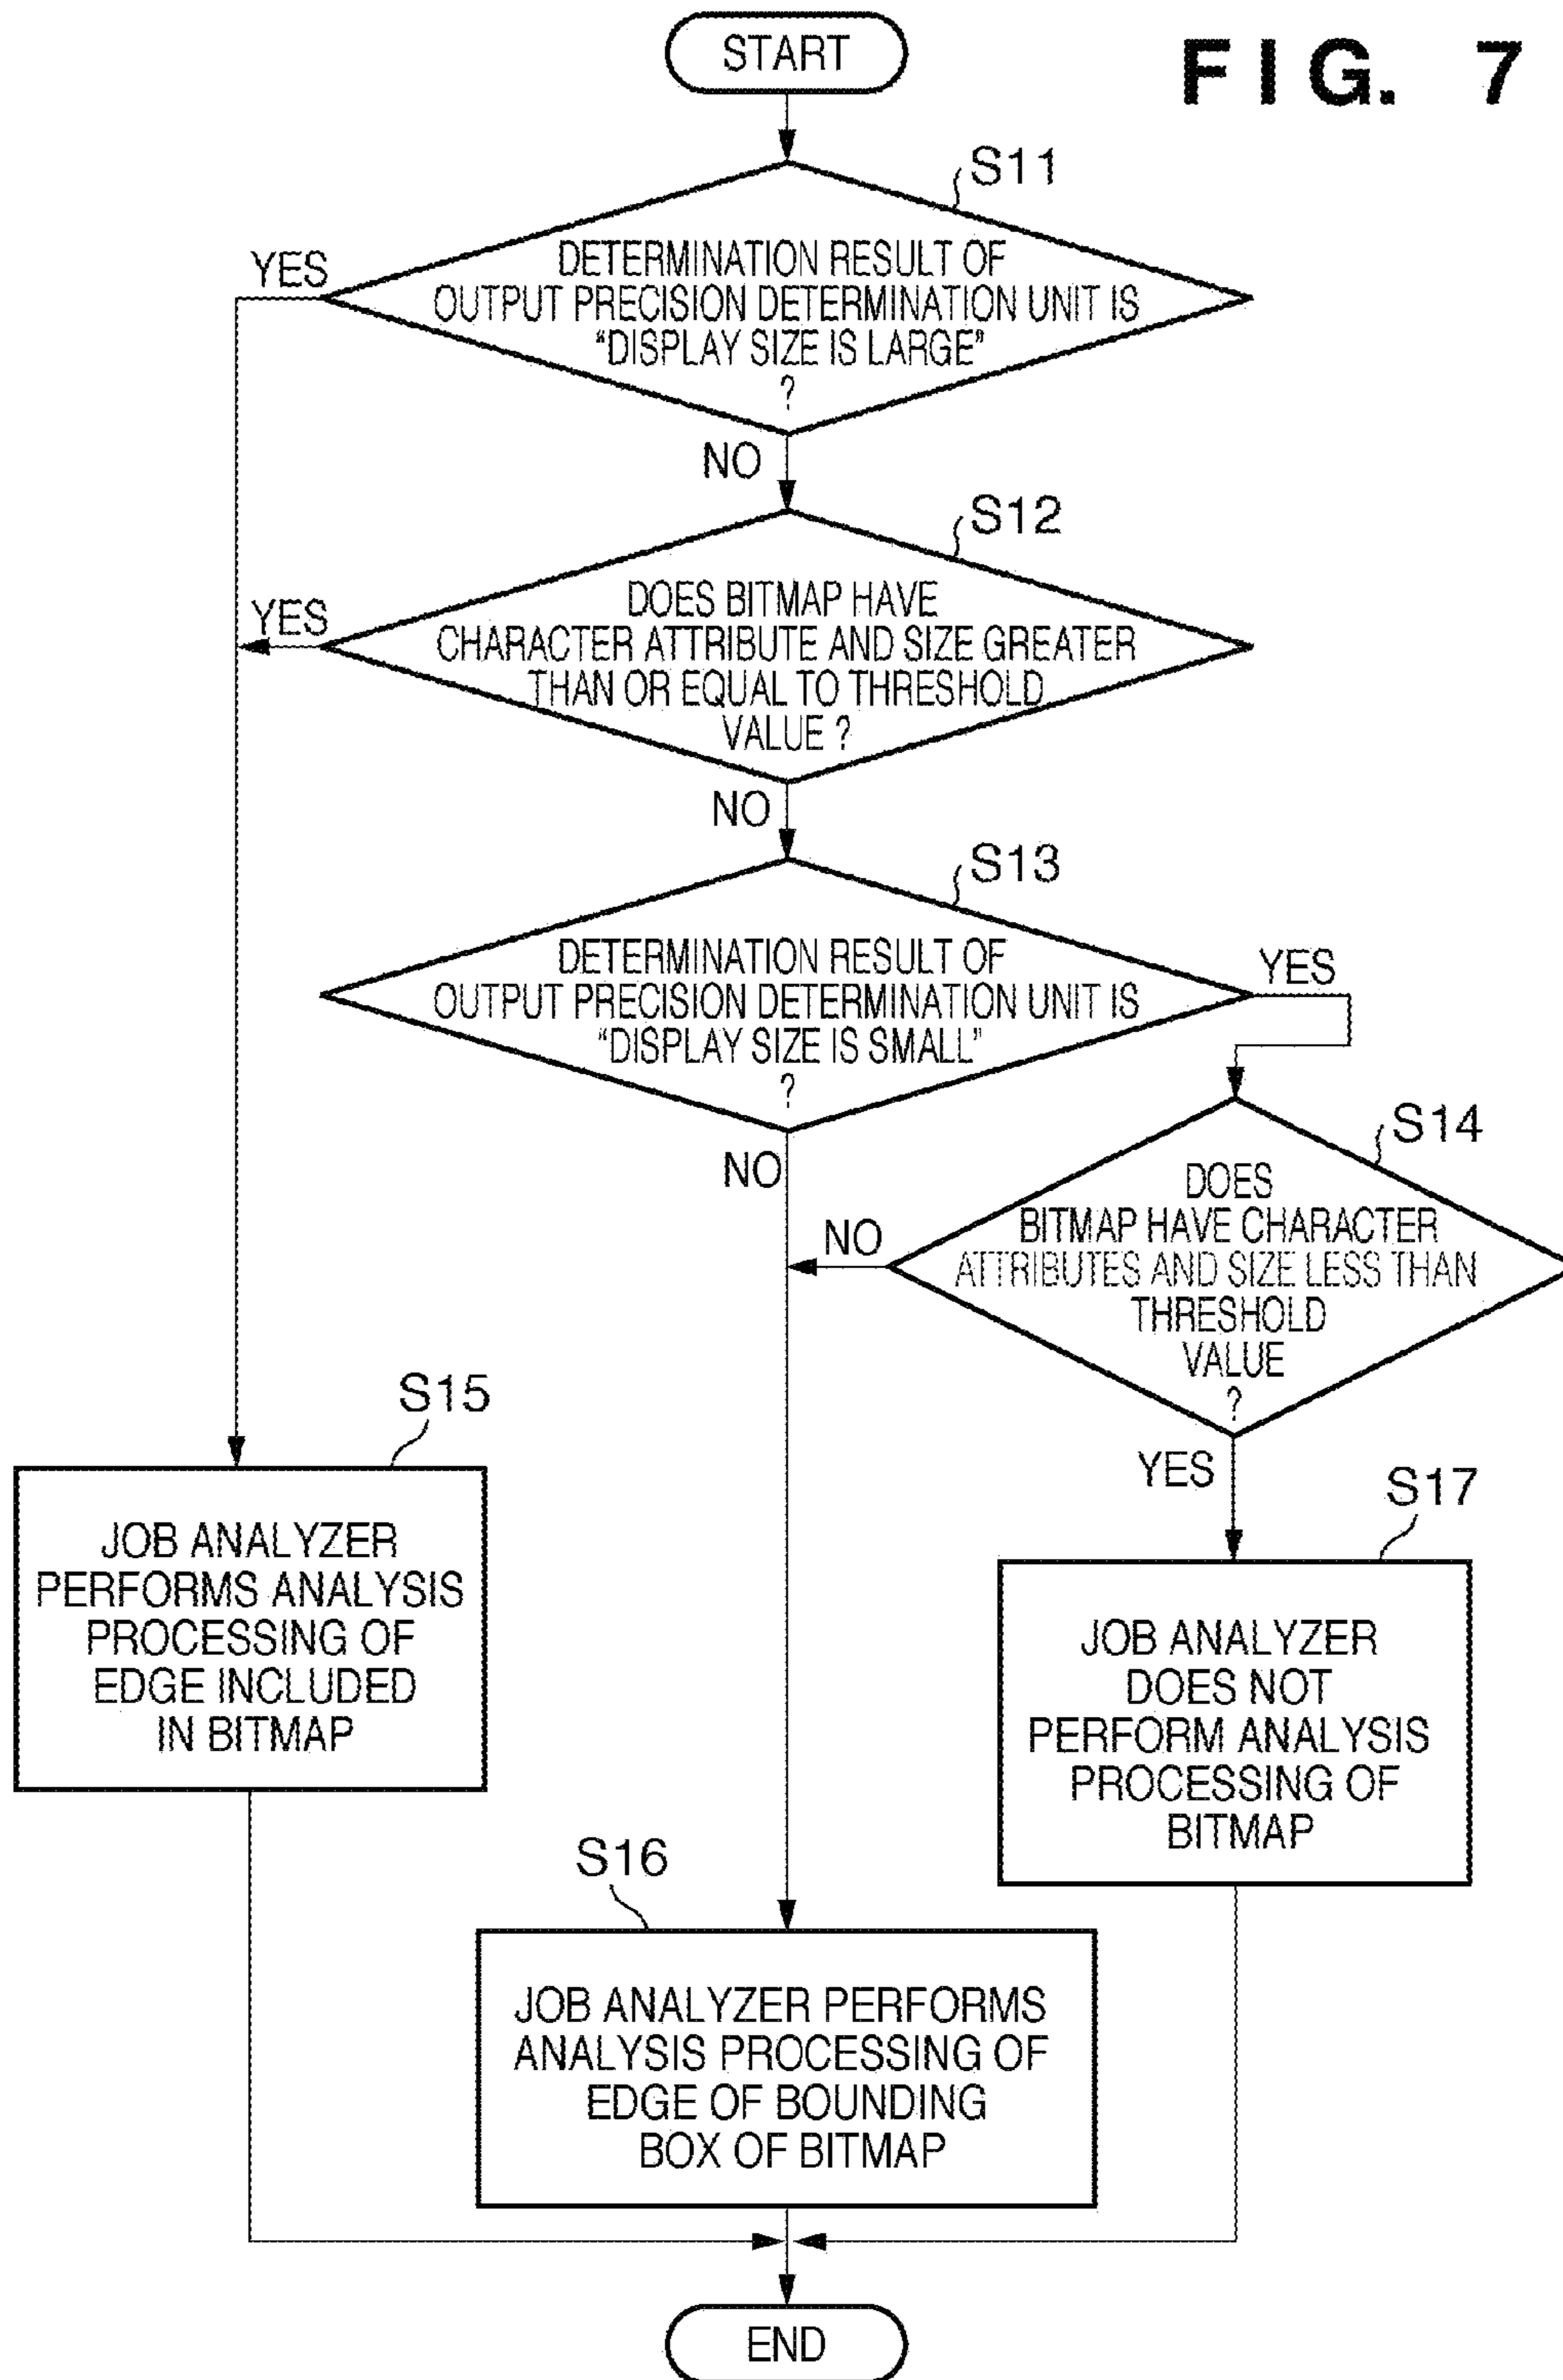 START
FIG. 7
S11
YES
DETERMINATION RESULT OF
OUTPUT PRECISION DETERMINATION UNIT IS
"DISPLAY SIZE IS LARGE"
?
NO
S12
YES
DOES BITMAP HAVE
CHARACTER ATTRIBUTE AND SIZE GREATER
THAN OR EQUAL TO THRESHOLD
VALUE ?
NO
S13
DETERMINATION RESULT OF
OUTPUT PRECISION DETERMINATION UNIT IS
"DISPLAY SIZE IS SMALL"
?
YES
NO
S14
NO
DOES
BITMAP HAVE CHARACTER
ATTRIBUTES AND SIZE LESS THAN
THRESHOLD
VALUE
?
YES
S15
JOB ANALYZER
PERFORMS ANALYSIS
PROCESSING OF
EDGE INCLUDED
IN BITMAP
S17
JOB ANALYZER
DOES NOT
PERFORM ANALYSIS
PROCESSING OF
BITMAP
S16
JOB ANALYZER PERFORMS
ANALYSIS PROCESSING OF
EDGE OF BOUNDING
BOX OF BITMAP
END